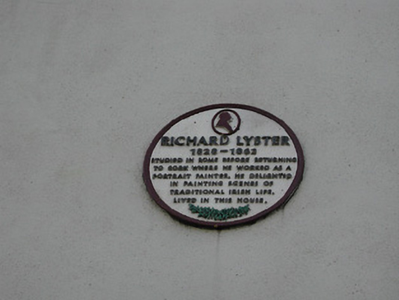 RICHARD LYSTER
1828-1863
STUDIED IN ROME BEFORE RETURNING
TO CORK WHERE HE WORKED AS A
PORTRAIT PAINTER. HE DELIGHTED
IN PAINTING SCENES OF
TRADITIONAL IRISH LIFE.
LIVED IN THIS HOUSE.